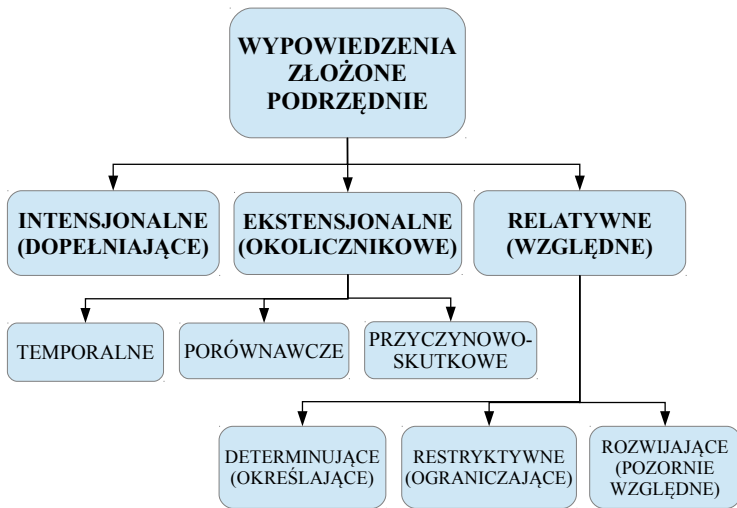 WYPOWIEDZENIA
ZŁOŻONE
PODRZĘDNIE
INTENSJONALNE
(DOPEŁNIAJĄCE)
EKSTENSJONALNE
(OKOLICZNIKOWE)
RELATYWNE
(WZGLĘDNE)
TEMPORALNE
PORÓWNAWCZE
PRZYCZYNOWO-
SKUTKOWE
DETERMINUJĄCE
(OKREŚLAJĄCE)
RESTRYKTYWNE
(OGRANICZAJĄCE)
ROZWIJAJĄCE
(POZORNIE
WZGLĘDNE)